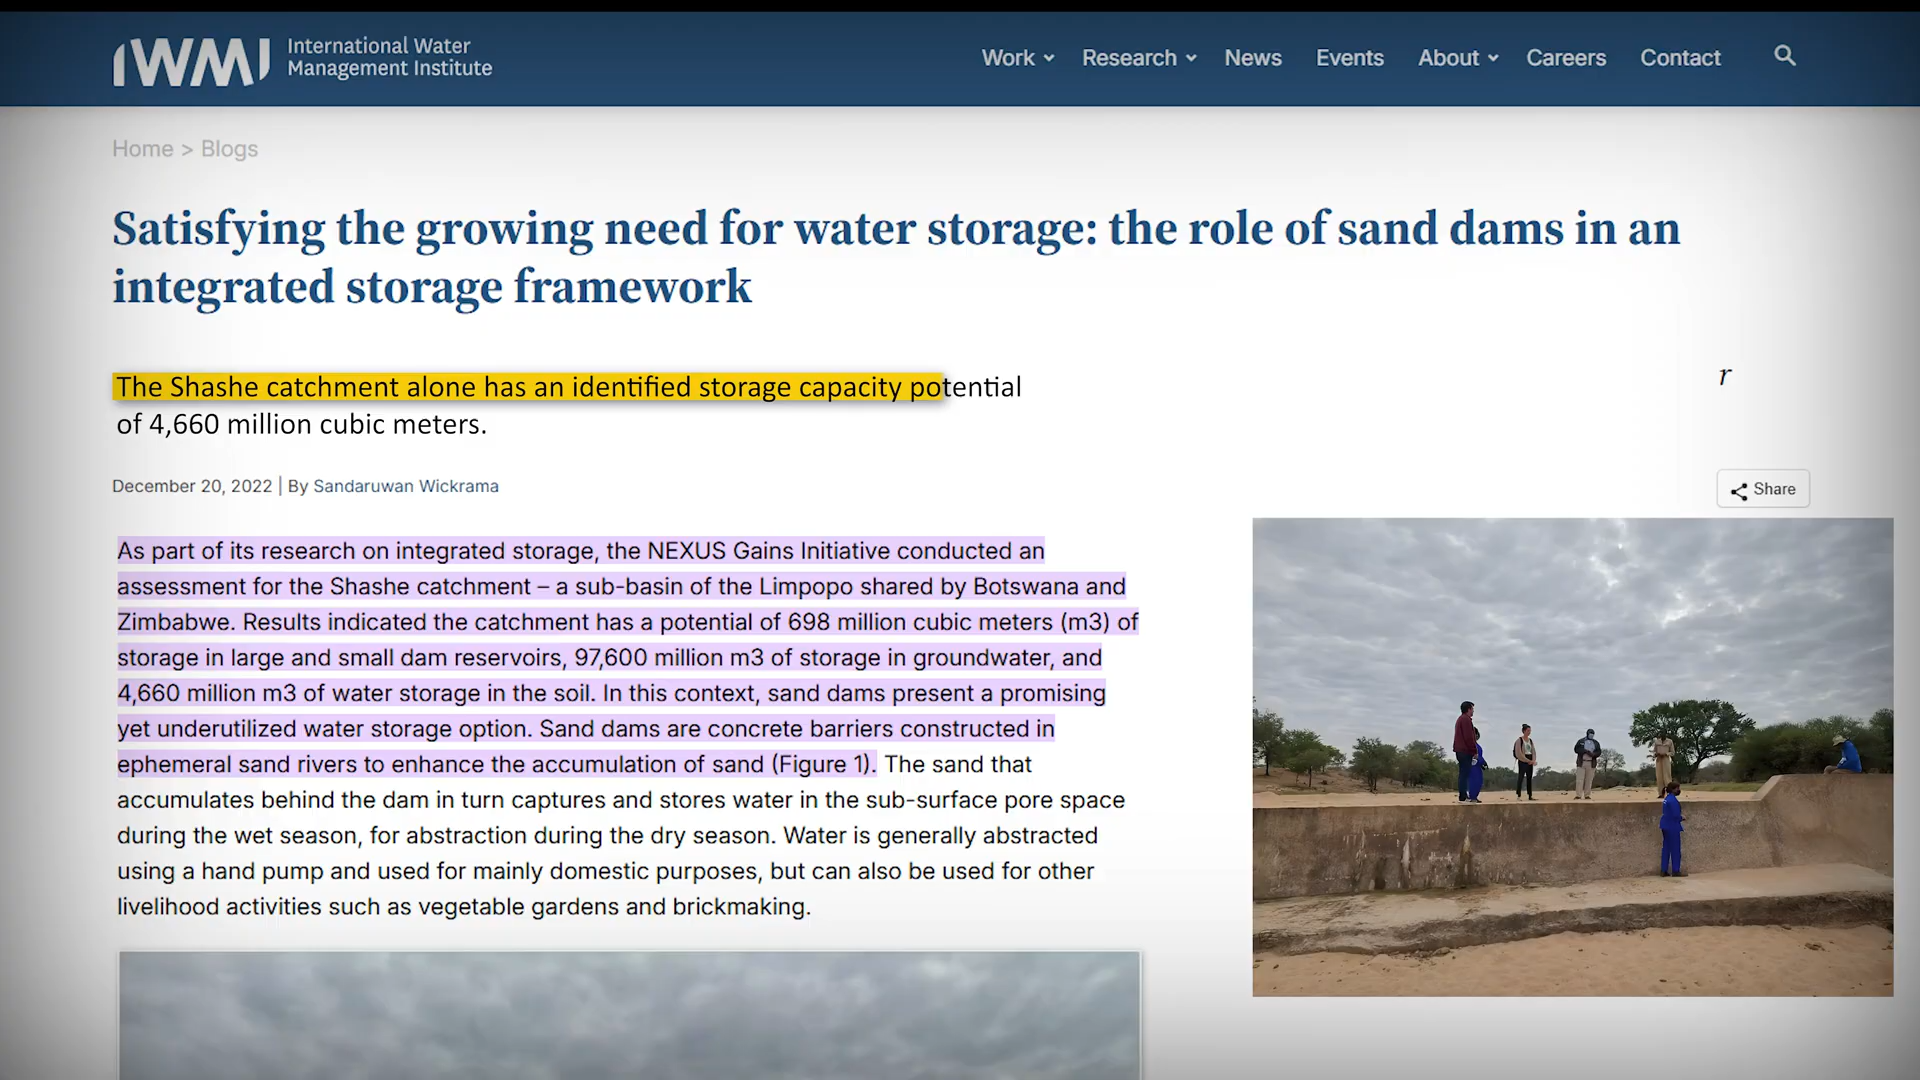 IWMI
International Water
Management Institute
Work
Research
News
Events
About
Careers
Contact
Home > Blogs
Satisfying the growing need for water storage: the role of sand dams in an
integrated storage framework
The Shashe catchment alone has an identified storage capacity potential
of 4,660 million cubic meters.
r
December 20, 2022 | By Sandaruwan Wickrama
Share
As part of its research on integrated storage, the NEXUS Gains Initiative conducted an
assessment for the Shashe catchment – a sub-basin of the Limpopo shared by Botswana and
Zimbabwe. Results indicated the catchment has a potential of 698 million cubic meters (m3) of
storage in large and small dam reservoirs, 97,600 million m3 of storage in groundwater, and
4,660 million m3 of water storage in the soil. In this context, sand dams present a promising
yet underutilized water storage option. Sand dams are concrete barriers constructed in
ephemeral sand rivers to enhance the accumulation of sand (Figure 1). The sand that
accumulates behind the dam in turn captures and stores water in the sub-surface pore space
during the wet season, for abstraction during the dry season. Water is generally abstracted
using a hand pump and used for mainly domestic purposes, but can also be used for other
livelihood activities such as vegetable gardens and brickmaking.